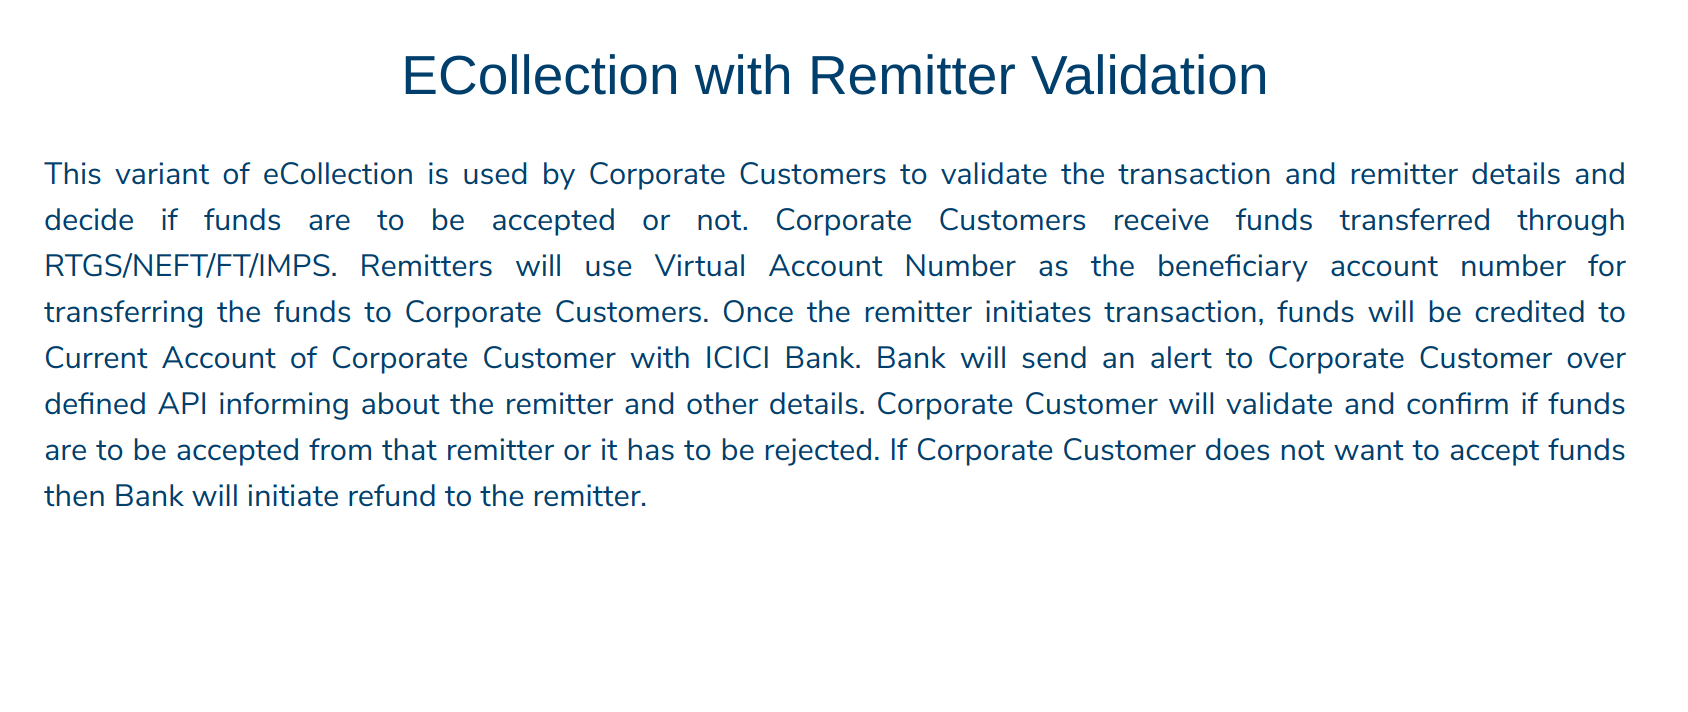 ECollection with Remitter Validation
This variant of eCollection is used by Corporate Customers to validate the transaction and remitter details and
decide if funds are to be accepted or not. Corporate Customers receive funds transferred through
RTGS/NEFT/FT/IMPS. Remitters will use Virtual Account Number as the beneficiary account number for
transferring the funds to Corporate Customers. Once the remitter initiates transaction, funds will be credited to
Current Account of Corporate Customer with ICICI Bank. Bank will send an alert to Corporate Customer over
defined API informing about the remitter and other details. Corporate Customer will validate and confirm if funds
are to be accepted from that remitter or it has to be rejected. If Corporate Customer does not want to accept funds
then Bank will initiate refund to the remitter.